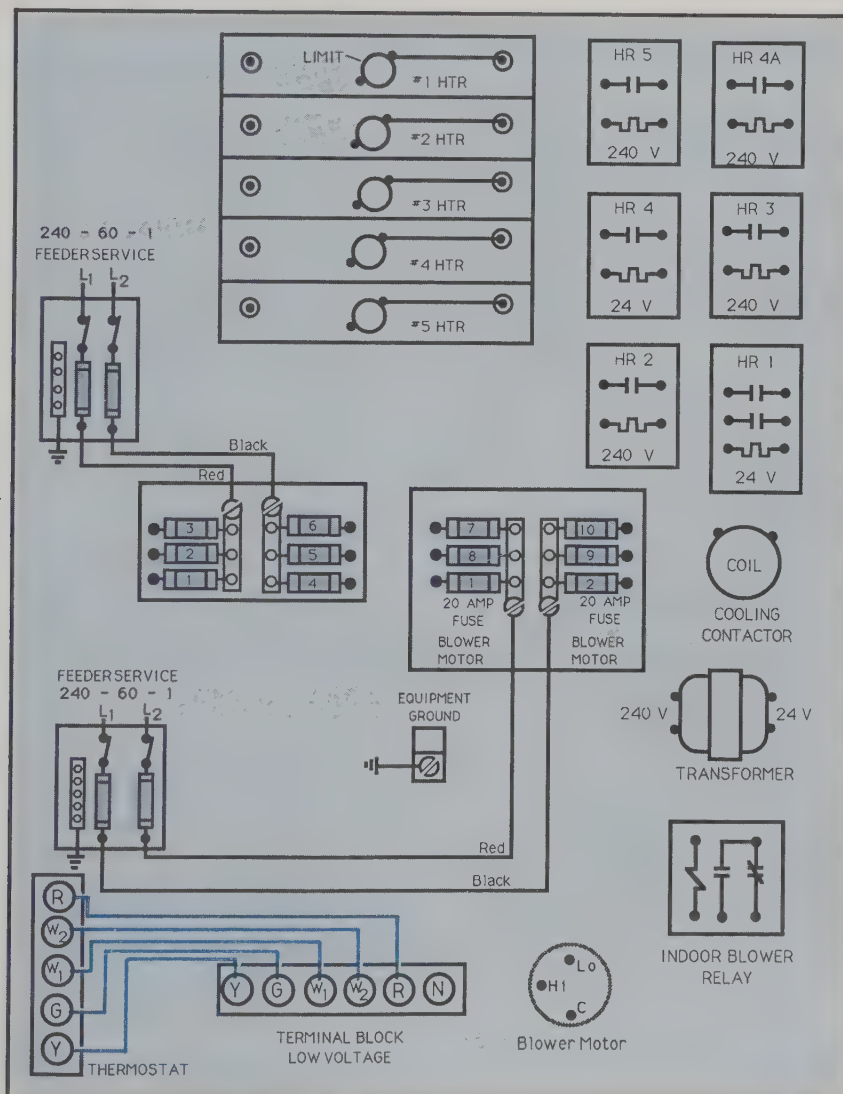 LIMIT
#1 HTR
#2 HTR
#3 HTR
#4 HTR
#5 HTR
HR 5
240 V
HR 4A
240 V
HR 4
24 V
HR 3
240 V
HR 2
240 V
HR 1
24 V
240 - 60 - 1
FEEDER SERVICE
L1 L2
Black
Red
3 6
2 5
1 4
7 10
8 9
1 2
20 AMP FUSE
20 AMP FUSE
BLOWER MOTOR
BLOWER MOTOR
COIL
COOLING
CONTACTOR
FEEDER SERVICE
240 - 60 - 1
L1 L2
EQUIPMENT
GROUND
240 V 24 V
TRANSFORMER
Red
Black
INDOOR BLOWER
RELAY
R
W2
W1
G
Y
THERMOSTAT
Y G W1 W2 R N
TERMINAL BLOCK
LOW VOLTAGE
Lo
HI
C
Blower Motor